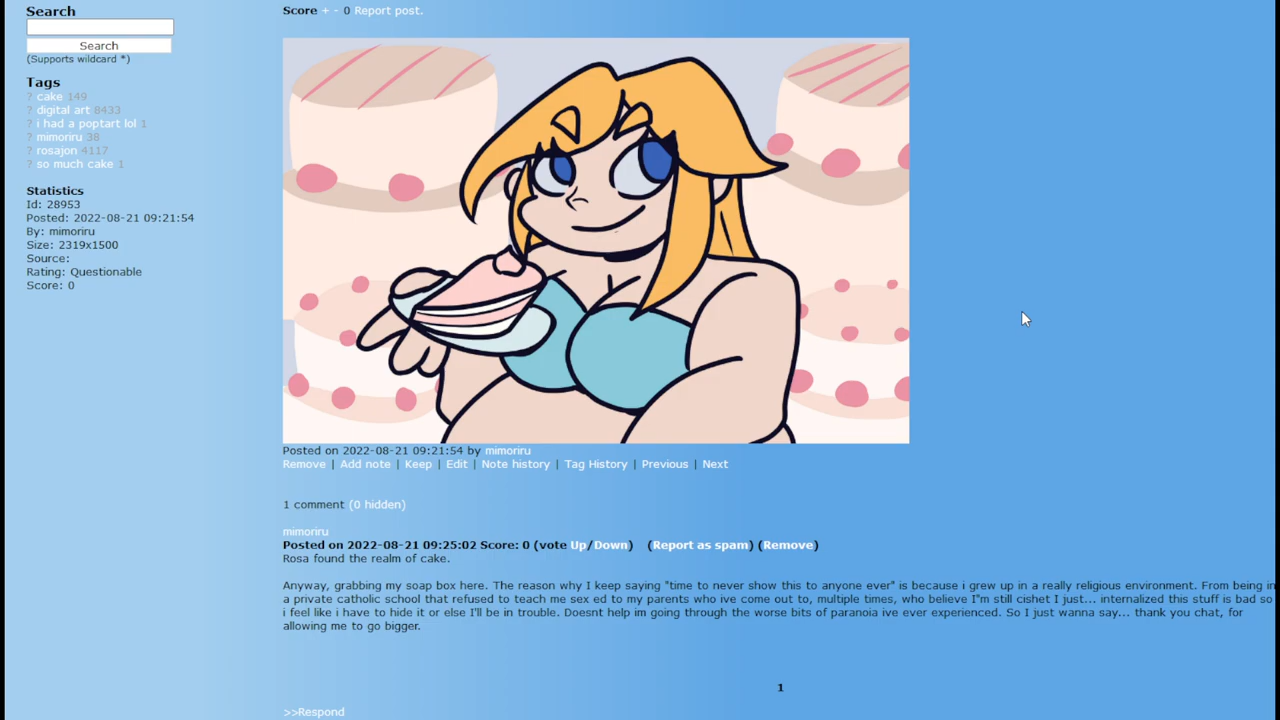 Search
Search
(Supports wildcard *)
Tags
? cake 149
? digital art 8433
? i had a poptart lol 1
? mimoriru 38
? rosajon 4117
? so much cake 1
Statistics
Id: 28953
Posted: 2022-08-21 09:21:54
By: mimoriru
Size: 2319x1500
Source:
Rating: Questionable
Score: 0
Score + - 0 Report post.
Posted on 2022-08-21 09:21:54 by mimoriru
Remove | Add note | Keep | Edit | Note history | Tag History | Previous | Next
1 comment (0 hidden)
mimoriru
Posted on 2022-08-21 09:25:02 Score: 0 (vote Up/Down) (Report as spam) (Remove)
Rosa found the realm of cake.
Anyway, grabbing my soap box here. The reason why I keep saying "time to never show this to anyone ever" is because i grew up in a really religious environment. From being in
a private catholic school that refused to teach me sex ed to my parents who ive come out to, multiple times, who believe I"m still cishet I just... internalized this stuff is bad so
i feel like i have to hide it or else I'll be in trouble. Doesnt help im going through the worse bits of paranoia ive ever experienced. So I just wanna say... thank you chat, for
allowing me to go bigger.
1
>>Respond